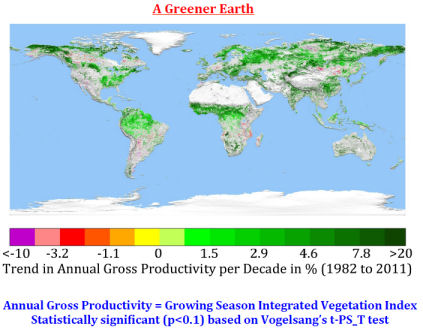 A Greener Earth
<-10 -3.2 -1.1 0 1.5 2.9 4.6 7.8 >20
Trend in Annual Gross Productivity per Decade in % (1982 to 2011)
Annual Gross Productivity = Growing Season Integrated Vegetation Index
Statistically significant (p<0.1) based on Vogelsang's t-PS_T test